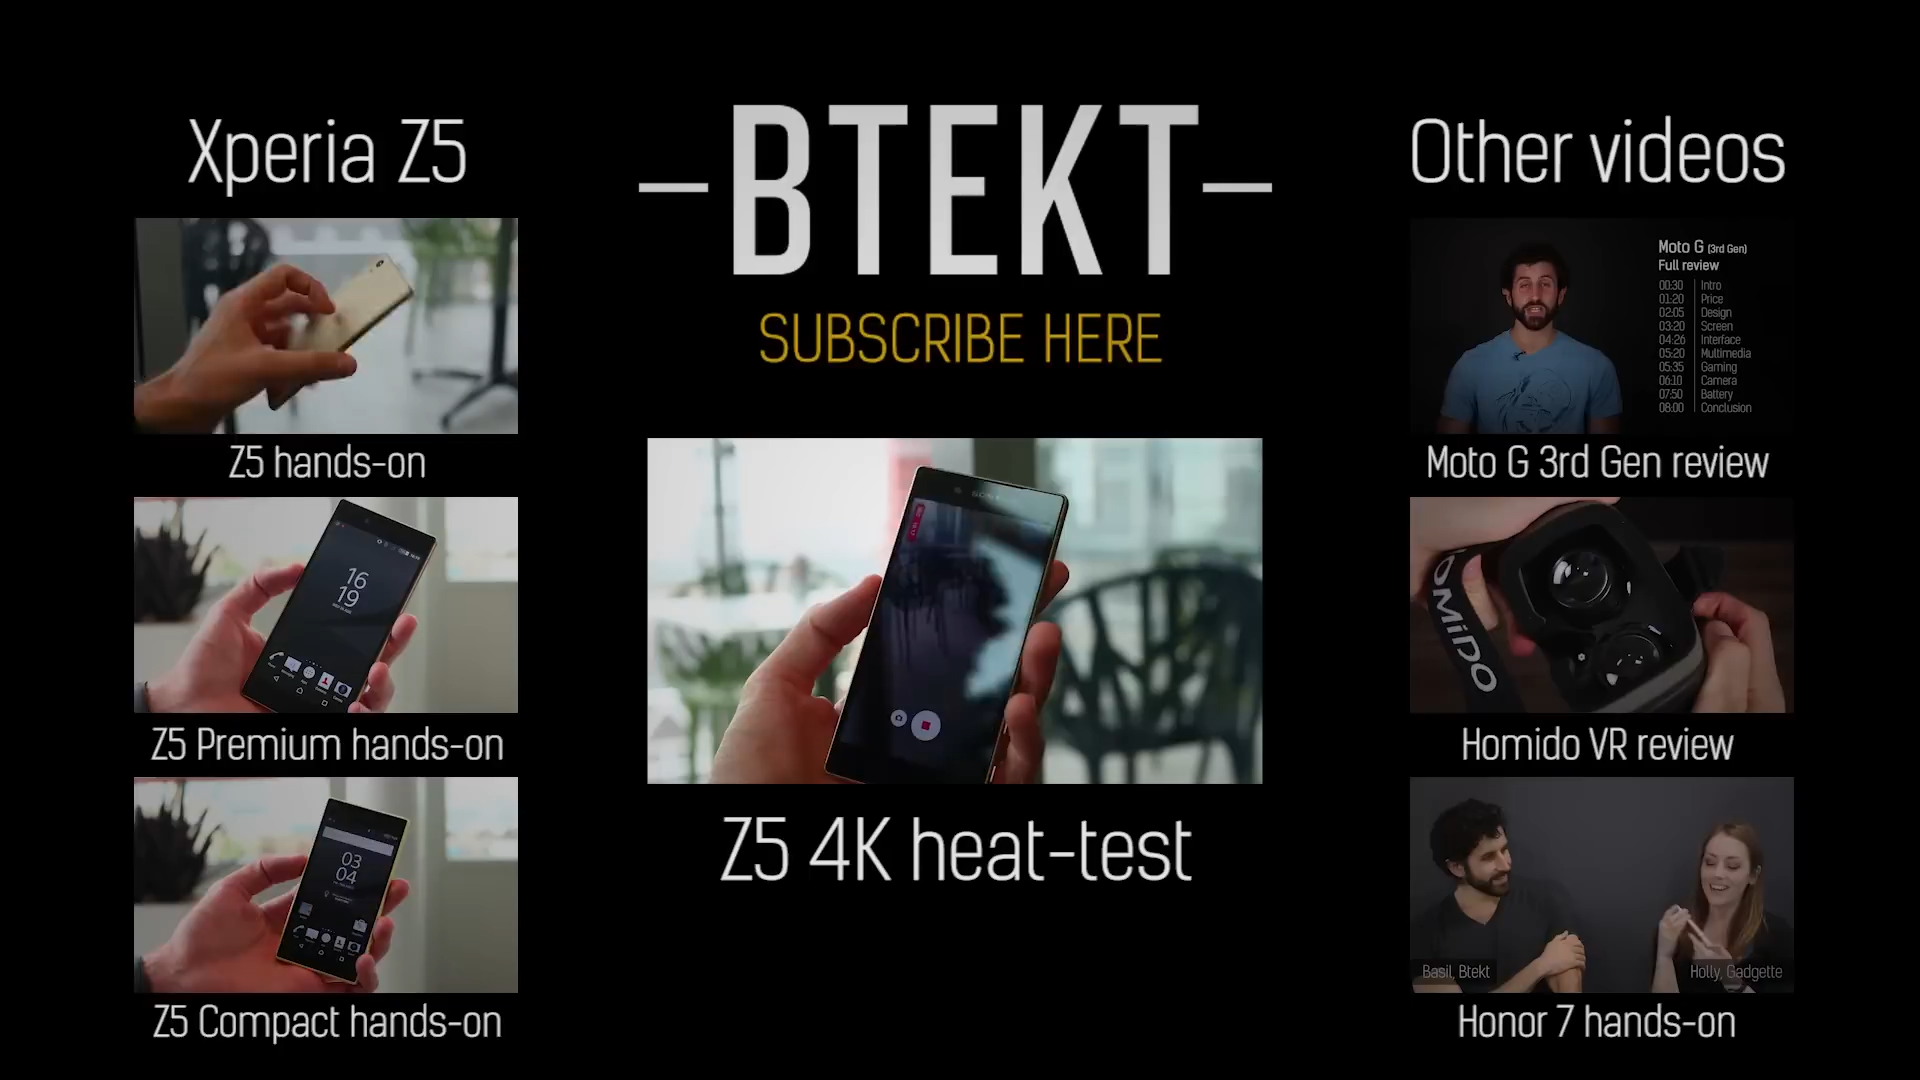 Xperia Z5
Z5 hands-on
16
19
Z5 Premium hands-on
03
04
Z5 Compact hands-on
BTEKT
SUBSCRIBE HERE
SONY
Z5 4K heat-test
Other videos
Moto G (3rd Gen)
Full review
00:30 Intro
01:20 Price
02:05 Design
03:20 Screen
04:26 Interface
05:20 Multimedia
05:35 Gaming
06:10 Camera
07:50 Battery
08:00 Conclusion
Moto G 3rd Gen review
OMiDO
Homido VR review
Basil, Btekt
Holly, Gadgette
Honor 7 hands-on